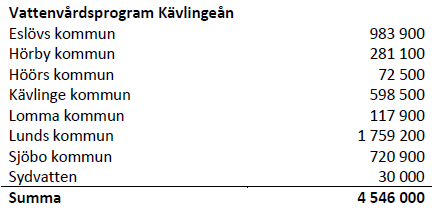 Vattenvårdsprogram Kävlingeån
Eslövs kommun 983 900
Hörby kommun 281 100
Höörs kommun 72 500
Kävlinge kommun 598 500
Lomma kommun 117 900
Lunds kommun 1 759 200
Sjöbo kommun 720 900
Sydvatten 30 000
Summa 4 546 000